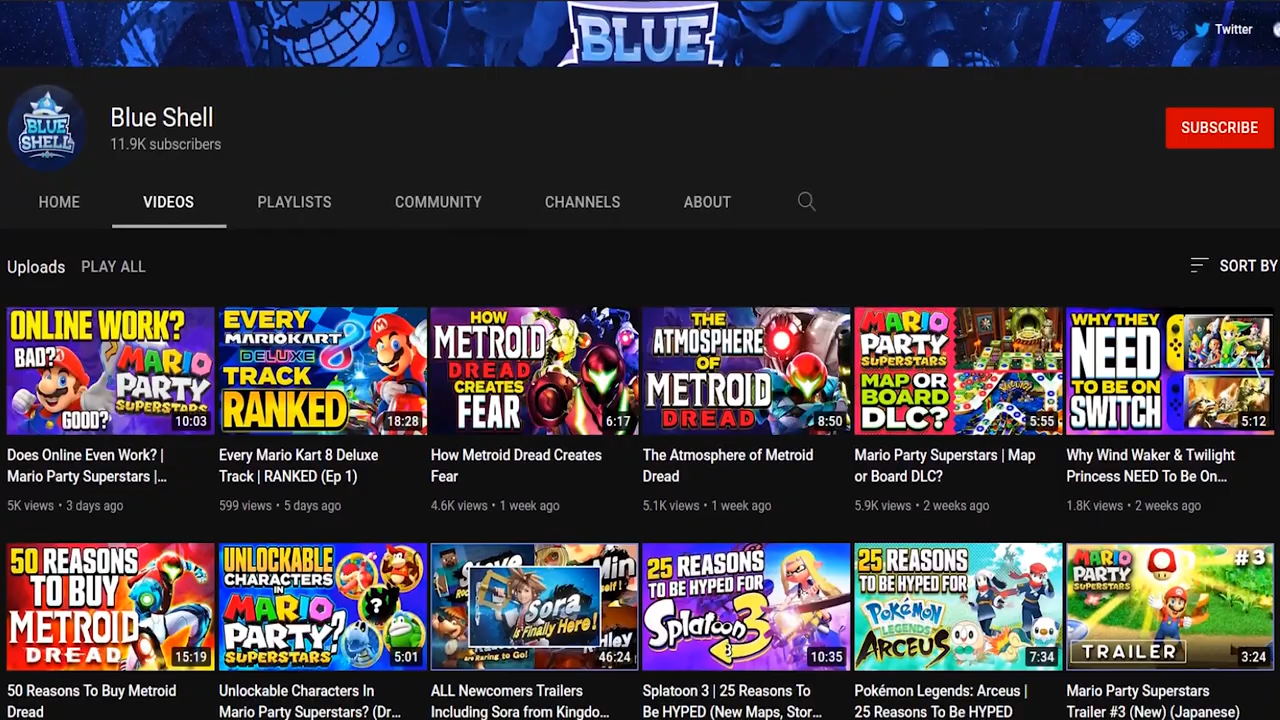 BLUE
Twitter
BLUE
SHELL
Blue Shell
11.9K subscribers
SUBSCRIBE
HOME
VIDEOS
PLAYLISTS
COMMUNITY
CHANNELS
ABOUT
Uploads
PLAY ALL
SORT BY
ONLINE WORK?
BAD?
MARIO
PARTY
SUPERSTARS
GOOD?
10:03
EVERY
MARIOKART
8
DELUXE
TRACK
RANKED
18:28
HOW
METROID
DREAD
CREATES
FEAR
6:17
THE
ATMOSPHERE
OF
METROID
DREAD
8:50
MARIO
PARTY
SUPERSTARS
MAP OR
BOARD
DLC?
5:55
WHY THEY
NEED
TO BE ON
SWITCH
5:12
Does Online Even Work? |
Mario Party Superstars |...
5K views • 3 days ago
Every Mario Kart 8 Deluxe
Track | RANKED (Ep 1)
599 views • 5 days ago
How Metroid Dread Creates
Fear
4.6K views • 1 week ago
The Atmosphere of Metroid
Dread
5.1K views • 1 week ago
Mario Party Superstars | Map
or Board DLC?
5.9K views • 2 weeks ago
Why Wind Waker & Twilight
Princess NEED To Be On...
1.8K views • 2 weeks ago
50 REASONS
TO BUY
METROID
DREAD
15:19
UNLOCKABLE
CHARACTERS
IN
MARIO
PARTY?
SUPERSTARS
?
5:01
Steve
Sora
is Finally Here!
are Raring to Go!
46:24
25 REASONS
TO BE HYPED FOR
Splatoon 3
10:35
25 REASONS
TO BE HYPED FOR
POKÉMON
LEGENDS
ARCEUS
7:34
MARIO
PARTY
SUPERSTARS
#3
TRAILER
3:24
50 Reasons To Buy Metroid
Dread
Unlockable Characters In
Mario Party Superstars? (Dr...
ALL Newcomers Trailers
Including Sora from Kingdo...
Splatoon 3 | 25 Reasons To
Be HYPED (New Maps, Stor...
Pokémon Legends: Arceus |
25 Reasons To Be HYPED
Mario Party Superstars
Trailer #3 (New) (Japanese)